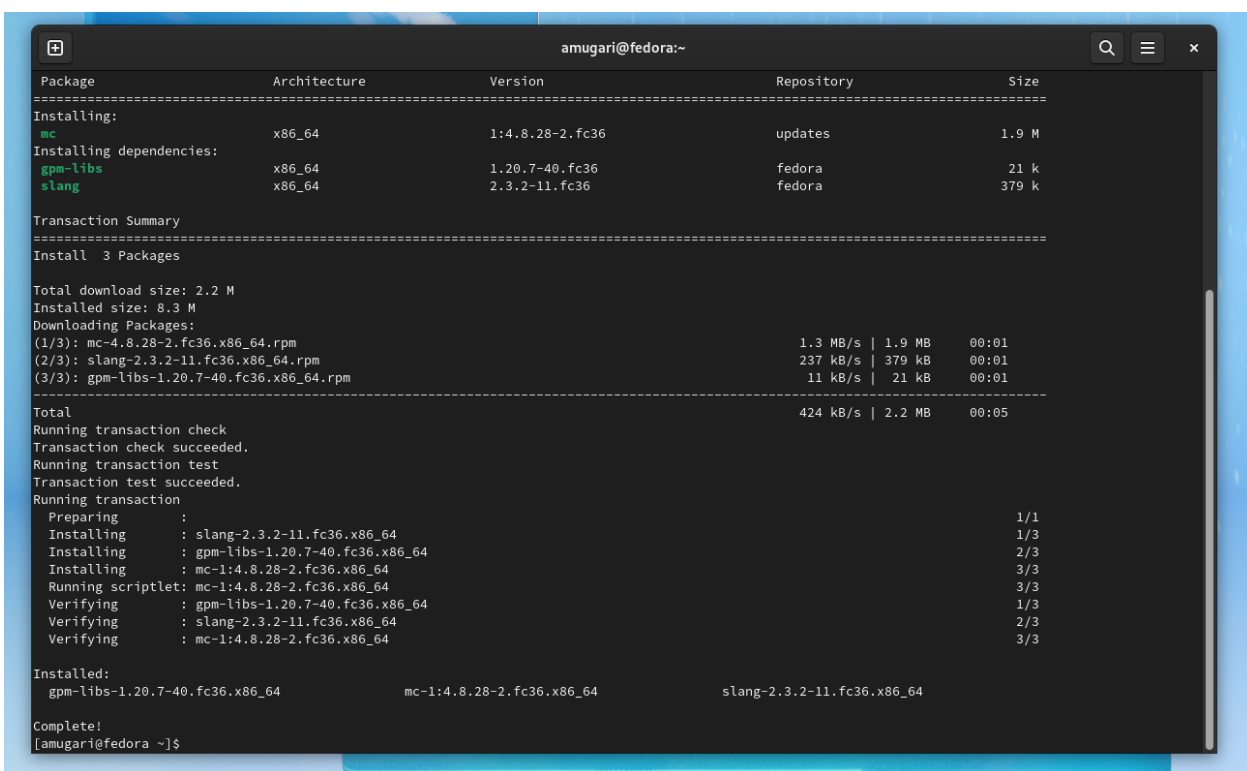 amugari@fedora:~
Package Architecture Version Repository Size
================================================================================
Installing:
mc x86_64 1:4.8.28-2.fc36 updates 1.9 M
Installing dependencies:
gpm-libs x86_64 1.20.7-40.fc36 fedora 21 k
slang x86_64 2.3.2-11.fc36 fedora 379 k
Transaction Summary
================================================================================
Install 3 Packages
Total download size: 2.2 M
Installed size: 8.3 M
Downloading Packages:
(1/3): mc-4.8.28-2.fc36.x86_64.rpm 1.3 MB/s | 1.9 MB 00:01
(2/3): slang-2.3.2-11.fc36.x86_64.rpm 237 kB/s | 379 kB 00:01
(3/3): gpm-libs-1.20.7-40.fc36.x86_64.rpm 11 kB/s | 21 kB 00:01
--------------------------------------------------------------------------------
Total 424 kB/s | 2.2 MB 00:05
Running transaction check
Transaction check succeeded.
Running transaction test
Transaction test succeeded.
Running transaction
Preparing : 1/1
Installing : slang-2.3.2-11.fc36.x86_64 1/3
Installing : gpm-libs-1.20.7-40.fc36.x86_64 2/3
Installing : mc-1:4.8.28-2.fc36.x86_64 3/3
Running scriptlet: mc-1:4.8.28-2.fc36.x86_64 3/3
Verifying : gpm-libs-1.20.7-40.fc36.x86_64 1/3
Verifying : slang-2.3.2-11.fc36.x86_64 2/3
Verifying : mc-1:4.8.28-2.fc36.x86_64 3/3
Installed:
gpm-libs-1.20.7-40.fc36.x86_64 mc-1:4.8.28-2.fc36.x86_64 slang-2.3.2-11.fc36.x86_64
Complete!
[amugari@fedora ~]$